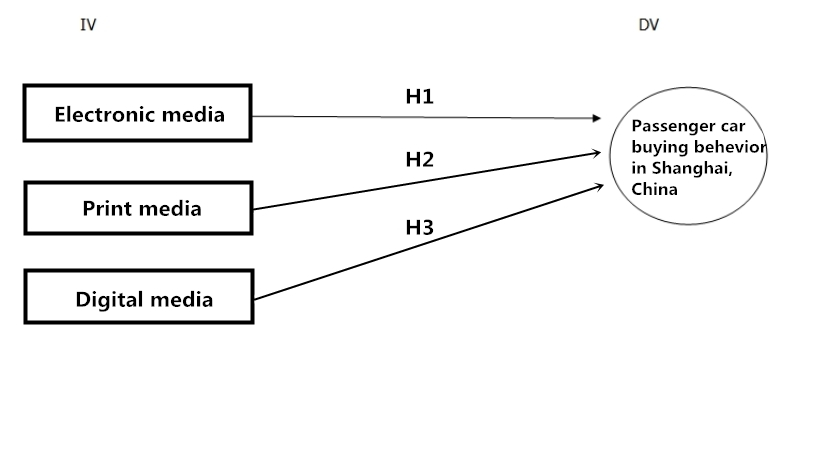 IV
DV
Electronic media
H1
Passenger car
buying behevior
in Shanghai,
China
H2
Print media
H3
Digital media